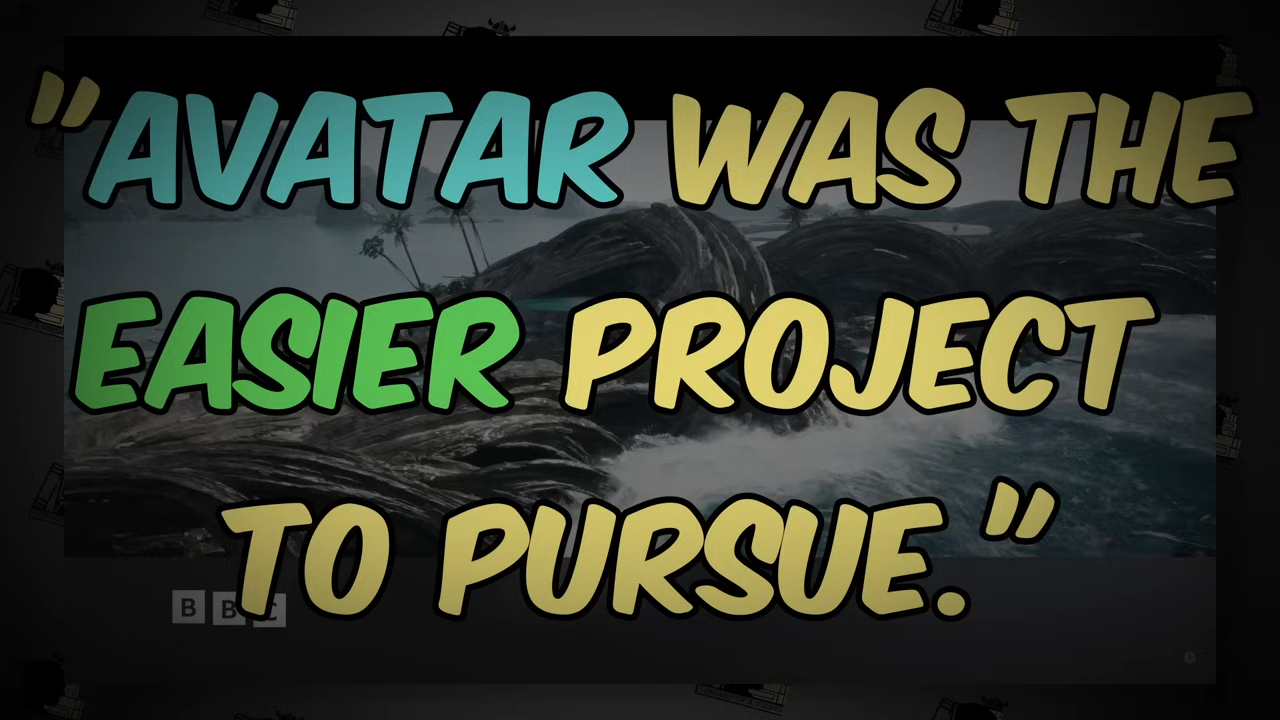 "AVATAR WAS THE
EASIER PROJECT
TO PURSUE."
BBC